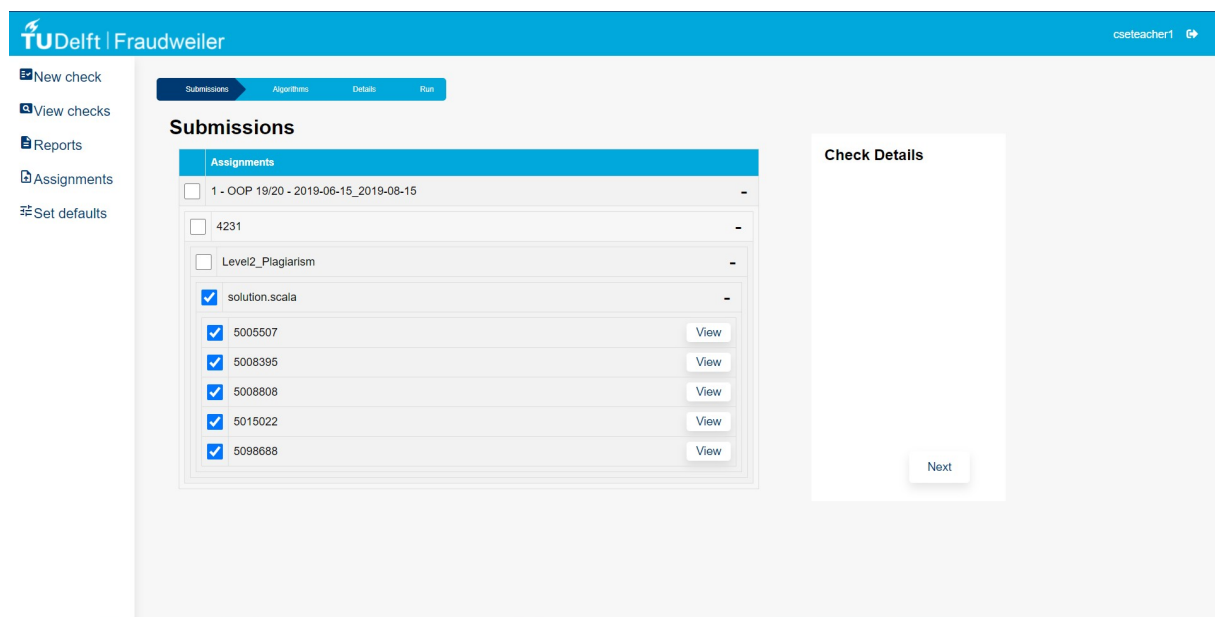 TUDelft | Fraudweiler
cseteacher1
New check
View checks
Reports
Assignments
Set defaults
Submissions Algorithms Details Run
Submissions
Assignments
1 - OOP 19/20 - 2019-06-15_2019-08-15 -
4231 -
Level2_Plagiarism -
solution.scala -
5005507 View
5008395 View
5008808 View
5015022 View
5098688 View
Check Details
Next